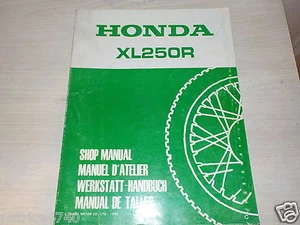 HONDA
XL250R
SHOP MANUAL
MANUEL D'ATELIER
WERKSTATT-HANDBUCH
MANUAL DE TALLER